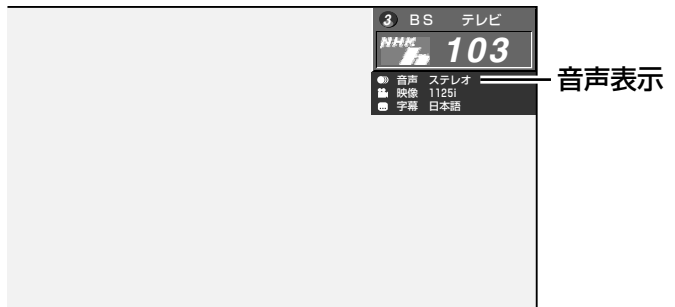 3 BS テレビ
NHK h 103
音声 ステレオ
映像 1125i
字幕 日本語
音声表示